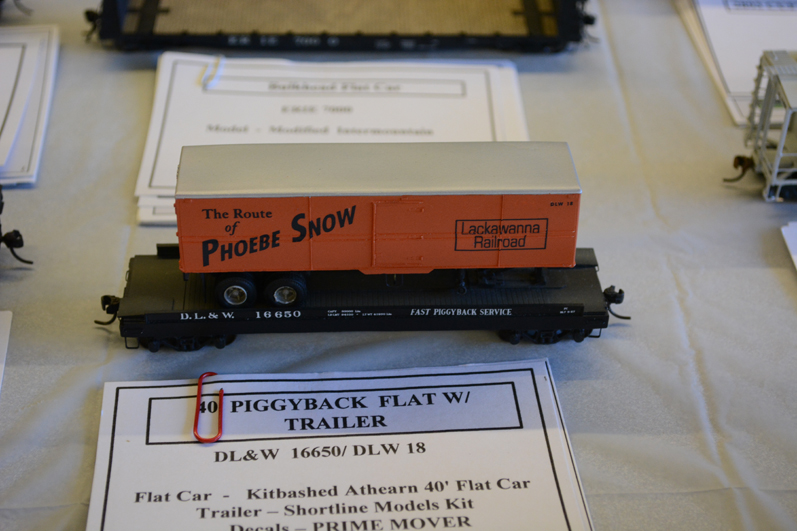 Bulkhead Flat Car
ERIE 7000
Model - Modified Intermountain
The Route
of
PHOEBE SNOW
DLW 18
Lackawanna
Railroad
D. L. & W. 16650
FAST PIGGYBACK SERVICE
40' PIGGYBACK FLAT W/
TRAILER
DL&W 16650/ DLW 18
Flat Car - Kitbashed Athearn 40' Flat Car
Trailer – Shortline Models Kit
Decals – PRIME MOVER